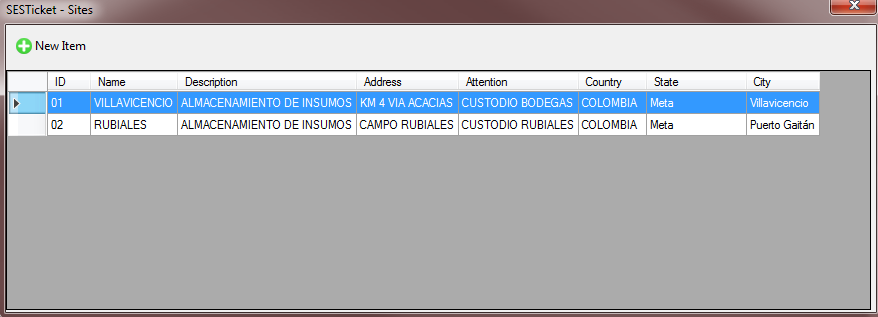 SESTicket - Sites
New Item
ID Name Description Address Attention Country State City
01 VILLAVICENCIO ALMACENAMIENTO DE INSUMOS KM 4 VIA ACACIAS CUSTODIO BODEGAS COLOMBIA Meta Villavicencio
02 RUBIALES ALMACENAMIENTO DE INSUMOS CAMPO RUBIALES CUSTODIO RUBIALES COLOMBIA Meta Puerto Gaitán